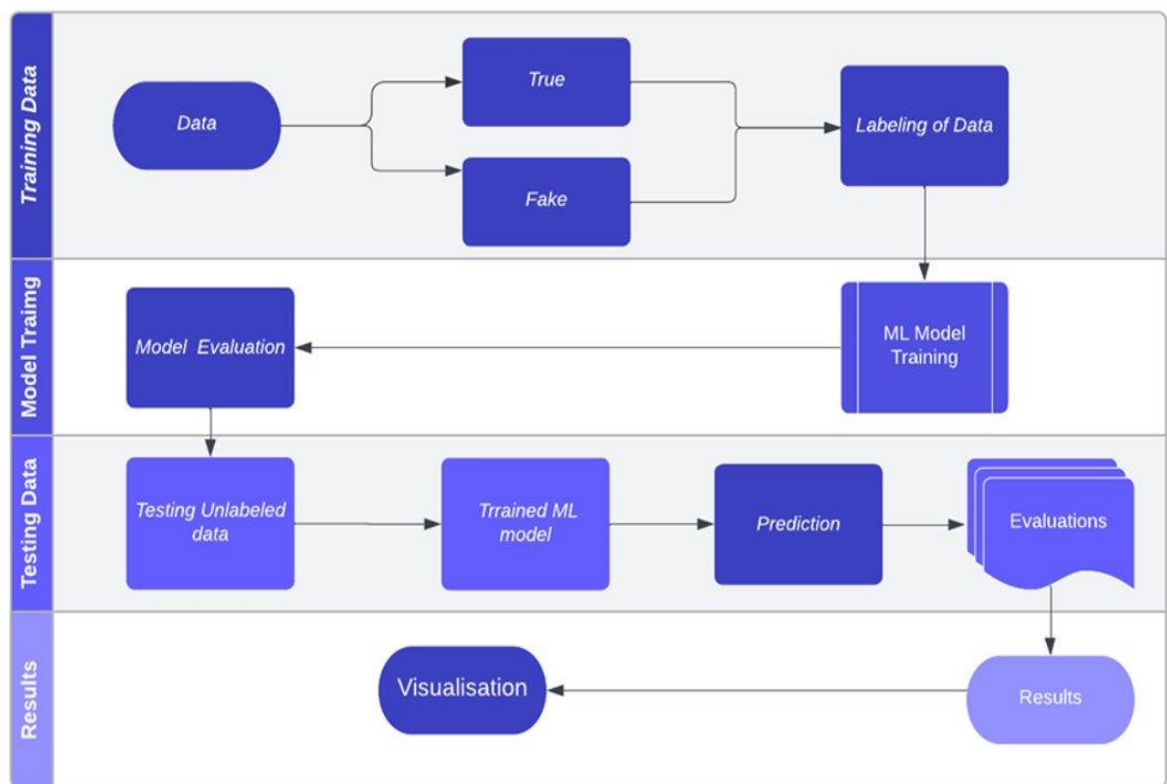 Training Data
Data
True
Fake
Labeling of Data
Model Traimg
Model Evaluation
ML Model
Training
Testing Data
Testing Unlabeled
data
Trrained ML
model
Prediction
Evaluations
Results
Visualisation
Results